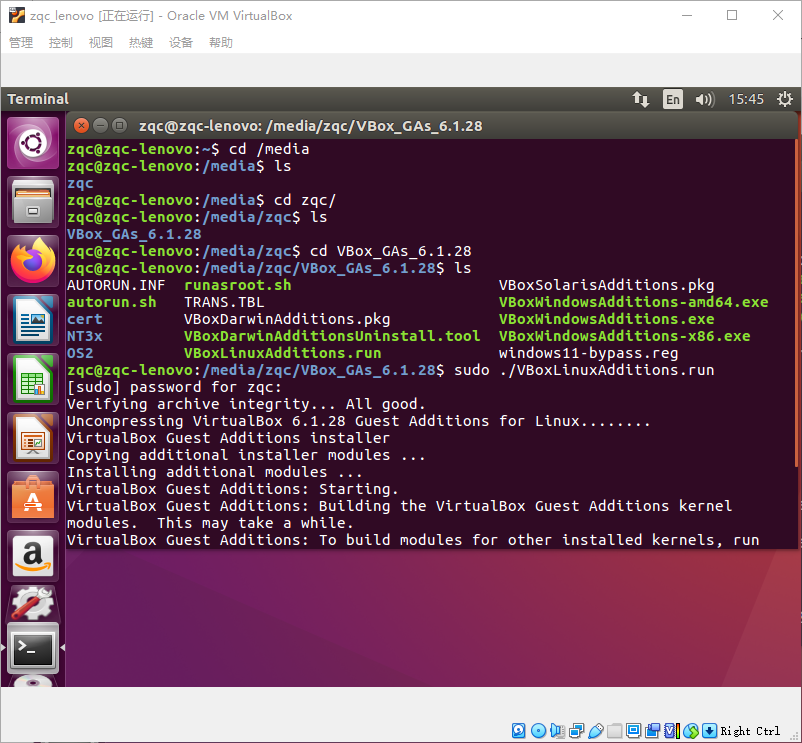 zqc_lenovo [正在运行] - Oracle VM VirtualBox
管理 控制 视图 热键 设备 帮助
Terminal En 15:45
zqc@zqc-lenovo: /media/zqc/VBox_GAs_6.1.28
zqc@zqc-lenovo:~$ cd /media
zqc@zqc-lenovo:/media$ ls
zqc
zqc@zqc-lenovo:/media$ cd zqc/
zqc@zqc-lenovo:/media/zqc$ ls
VBox_GAs_6.1.28
zqc@zqc-lenovo:/media/zqc$ cd VBox_GAs_6.1.28
zqc@zqc-lenovo:/media/zqc/VBox_GAs_6.1.28$ ls
AUTORUN.INF runasroot.sh VBoxSolarisAdditions.pkg
autorun.sh TRANS.TBL VBoxWindowsAdditions-amd64.exe
cert VBoxDarwinAdditions.pkg VBoxWindowsAdditions.exe
NT3x VBoxDarwinAdditionsUninstall.tool VBoxWindowsAdditions-x86.exe
OS2 VBoxLinuxAdditions.run windows11-bypass.reg
zqc@zqc-lenovo:/media/zqc/VBox_GAs_6.1.28$ sudo ./VBoxLinuxAdditions.run
[sudo] password for zqc:
Verifying archive integrity... All good.
Uncompressing VirtualBox 6.1.28 Guest Additions for Linux........
VirtualBox Guest Additions installer
Copying additional installer modules ...
Installing additional modules ...
VirtualBox Guest Additions: Starting.
VirtualBox Guest Additions: Building the VirtualBox Guest Additions kernel
modules.  This may take a while.
VirtualBox Guest Additions: To build modules for other installed kernels, run
Right Ctrl